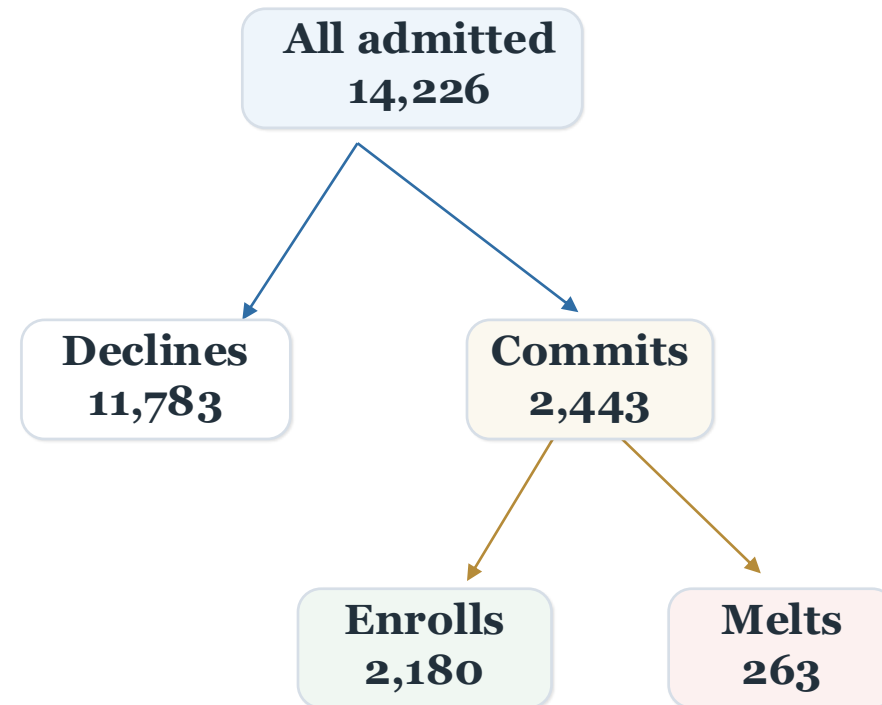 All admitted
14,226
Declines
11,783
Commits
2,443
Enrolls
2,180
Melts
263